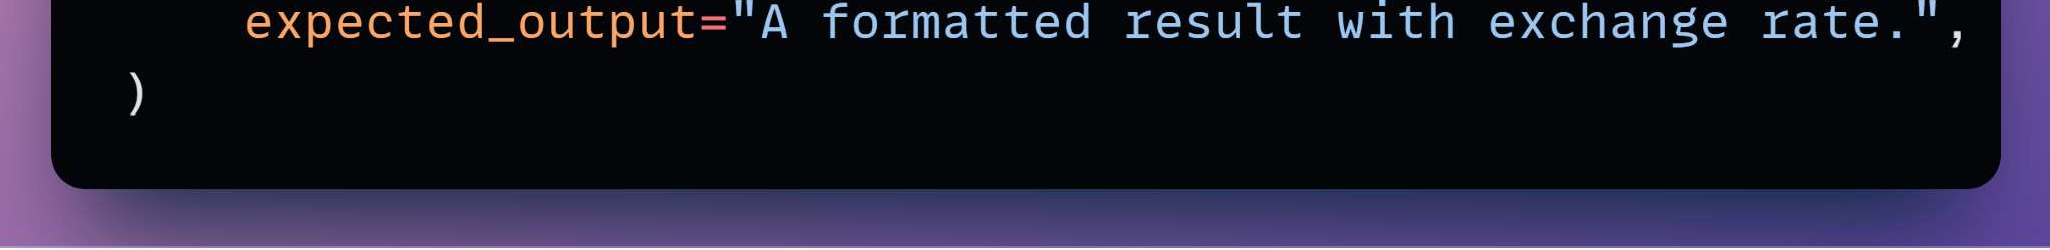 expected_output="A formatted result with exchange rate.",
)